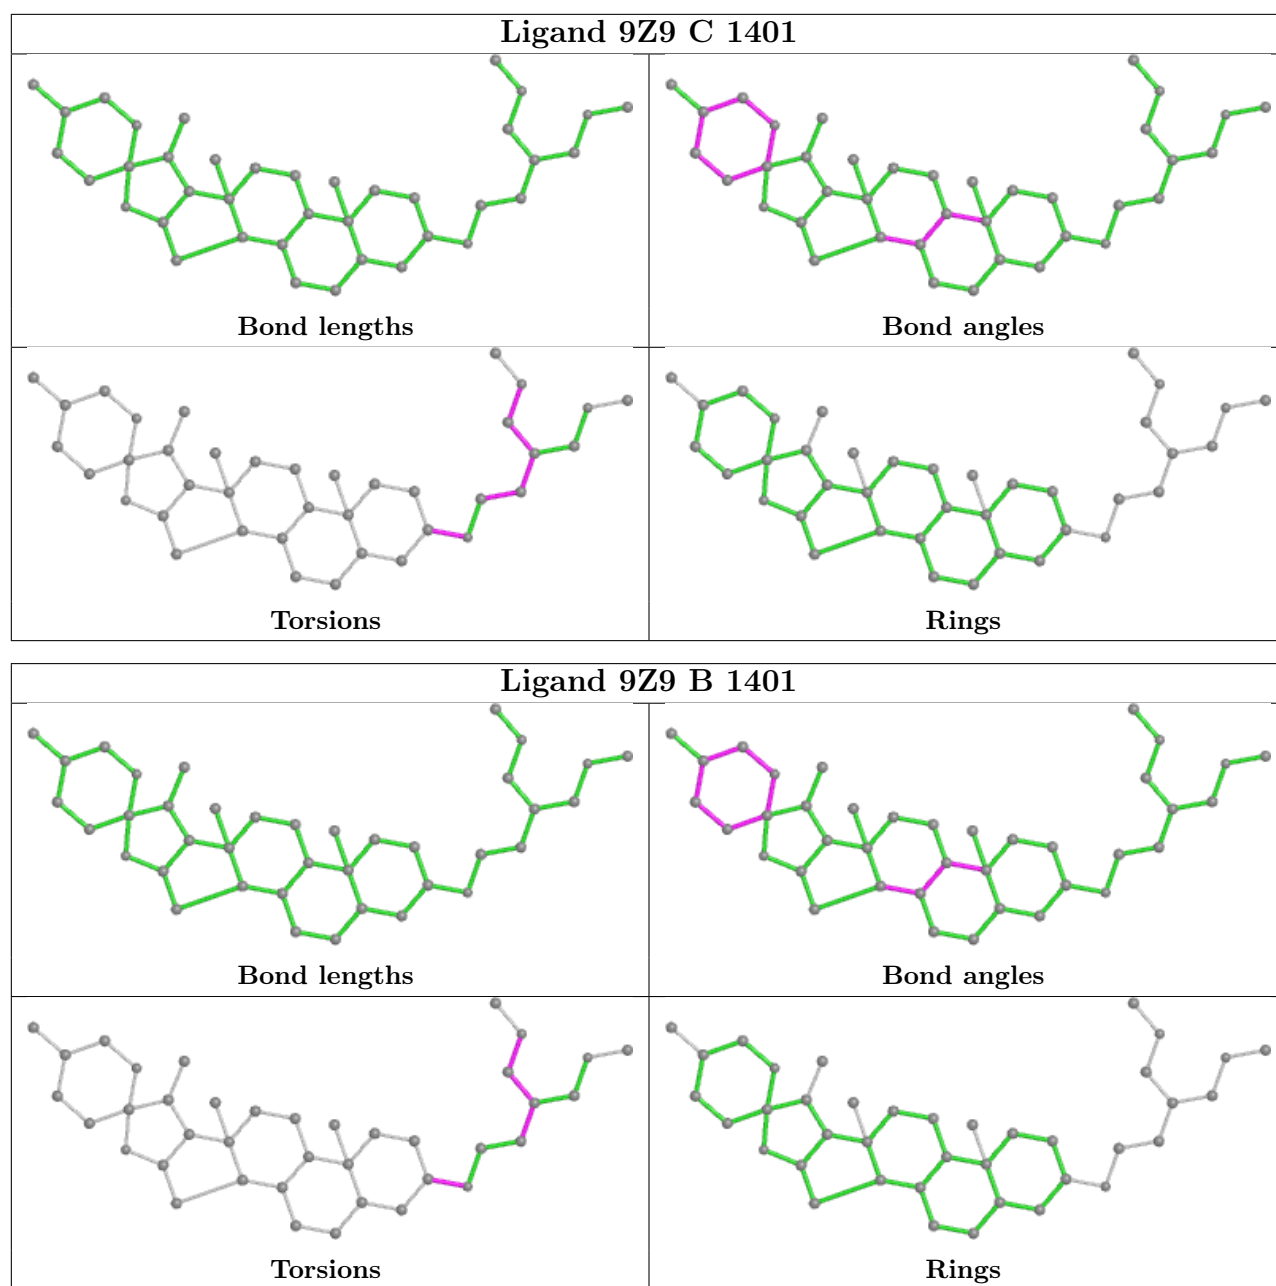 Ligand 9Z9 C 1401
Bond lengths
Bond angles
Torsions
Rings
Ligand 9Z9 B 1401
Bond lengths
Bond angles
Torsions
Rings